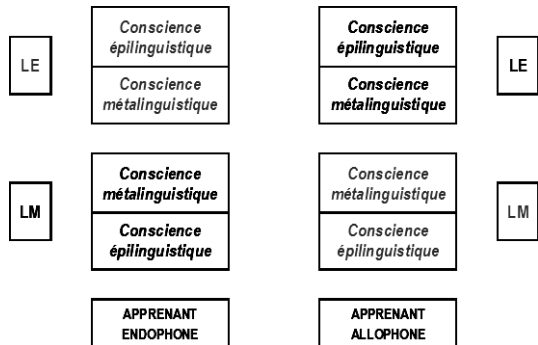 Conscience
épilinguistique
Conscience
épilinguistique
LE
LE
Conscience
métalinguistique
Conscience
métalinguistique
Conscience
métalinguistique
Conscience
métalinguistique
LM
LM
Conscience
épilinguistique
Conscience
épilinguistique
APPRENANT
ENDOPHONE
APPRENANT
ALLOPHONE